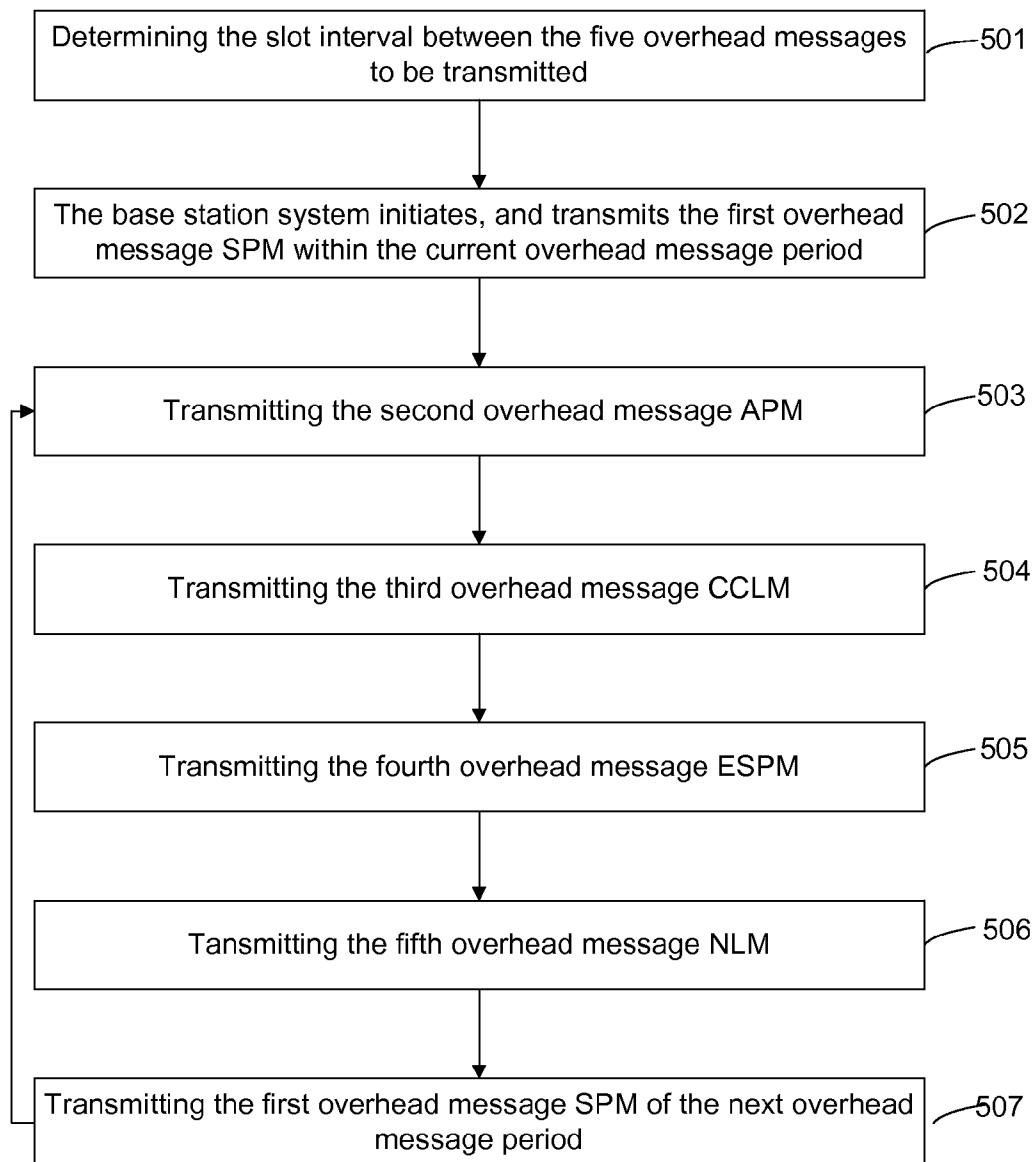 Determining the slot interval between the five overhead messages
to be transmitted
501
The base station system initiates, and transmits the first overhead
message SPM within the current overhead message period
502
Transmitting the second overhead message APM
503
Transmitting the third overhead message CCLM
504
Transmitting the fourth overhead message ESPM
505
Tansmitting the fifth overhead message NLM
506
Transmitting the first overhead message SPM of the next overhead
message period
507